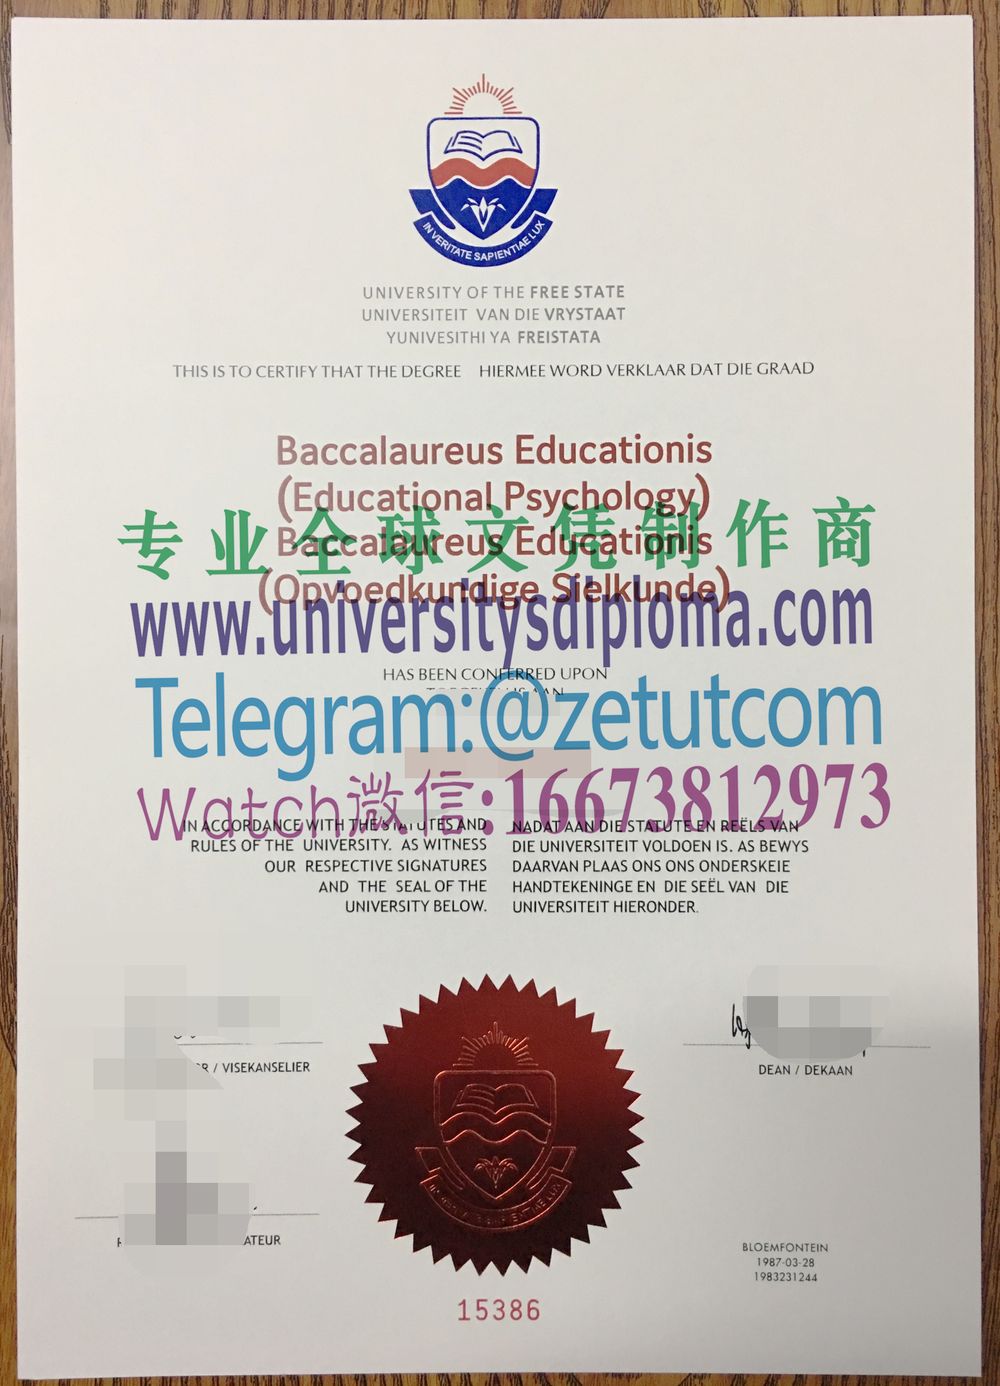 IN VERITATE SAPIENTIAE LUX
UNIVERSITY OF THE FREE STATE
UNIVERSITEIT VAN DIE VRYSTAAT
YUNIVESITHI YA FREISTATA
THIS IS TO CERTIFY THAT THE DEGREE HIERMEE WORD VERKLAAR DAT DIE GRAAD
Baccalaureus Educationis
(Educational Psychology)
专业全球文凭制作商
Baccalaureus Educationis
(Opvoedkundige Sielkunde)
www.universitysdiploma.com
HAS BEEN CONFERRED UPON
Telegram:@zetutcom
Watch微信:16673812973
IN ACCORDANCE WITH THE STATUTES AND
RULES OF THE UNIVERSITY. AS WITNESS
OUR RESPECTIVE SIGNATURES
AND THE SEAL OF THE
UNIVERSITY BELOW.
NADAT AAN DIE STATUTE EN REËLS VAN
DIE UNIVERSITEIT VOLDOEN IS. AS BEWYS
DAARVAN PLAAS ONS ONS ONDERSKEIE
HANDTEKENINGE EN DIE SEËL VAN DIE
UNIVERSITEIT HIERONDER.
/ VISEKANSELIER
DEAN / DEKAAN
BLOEMFONTEIN
1987-03-28
1983231244
15386